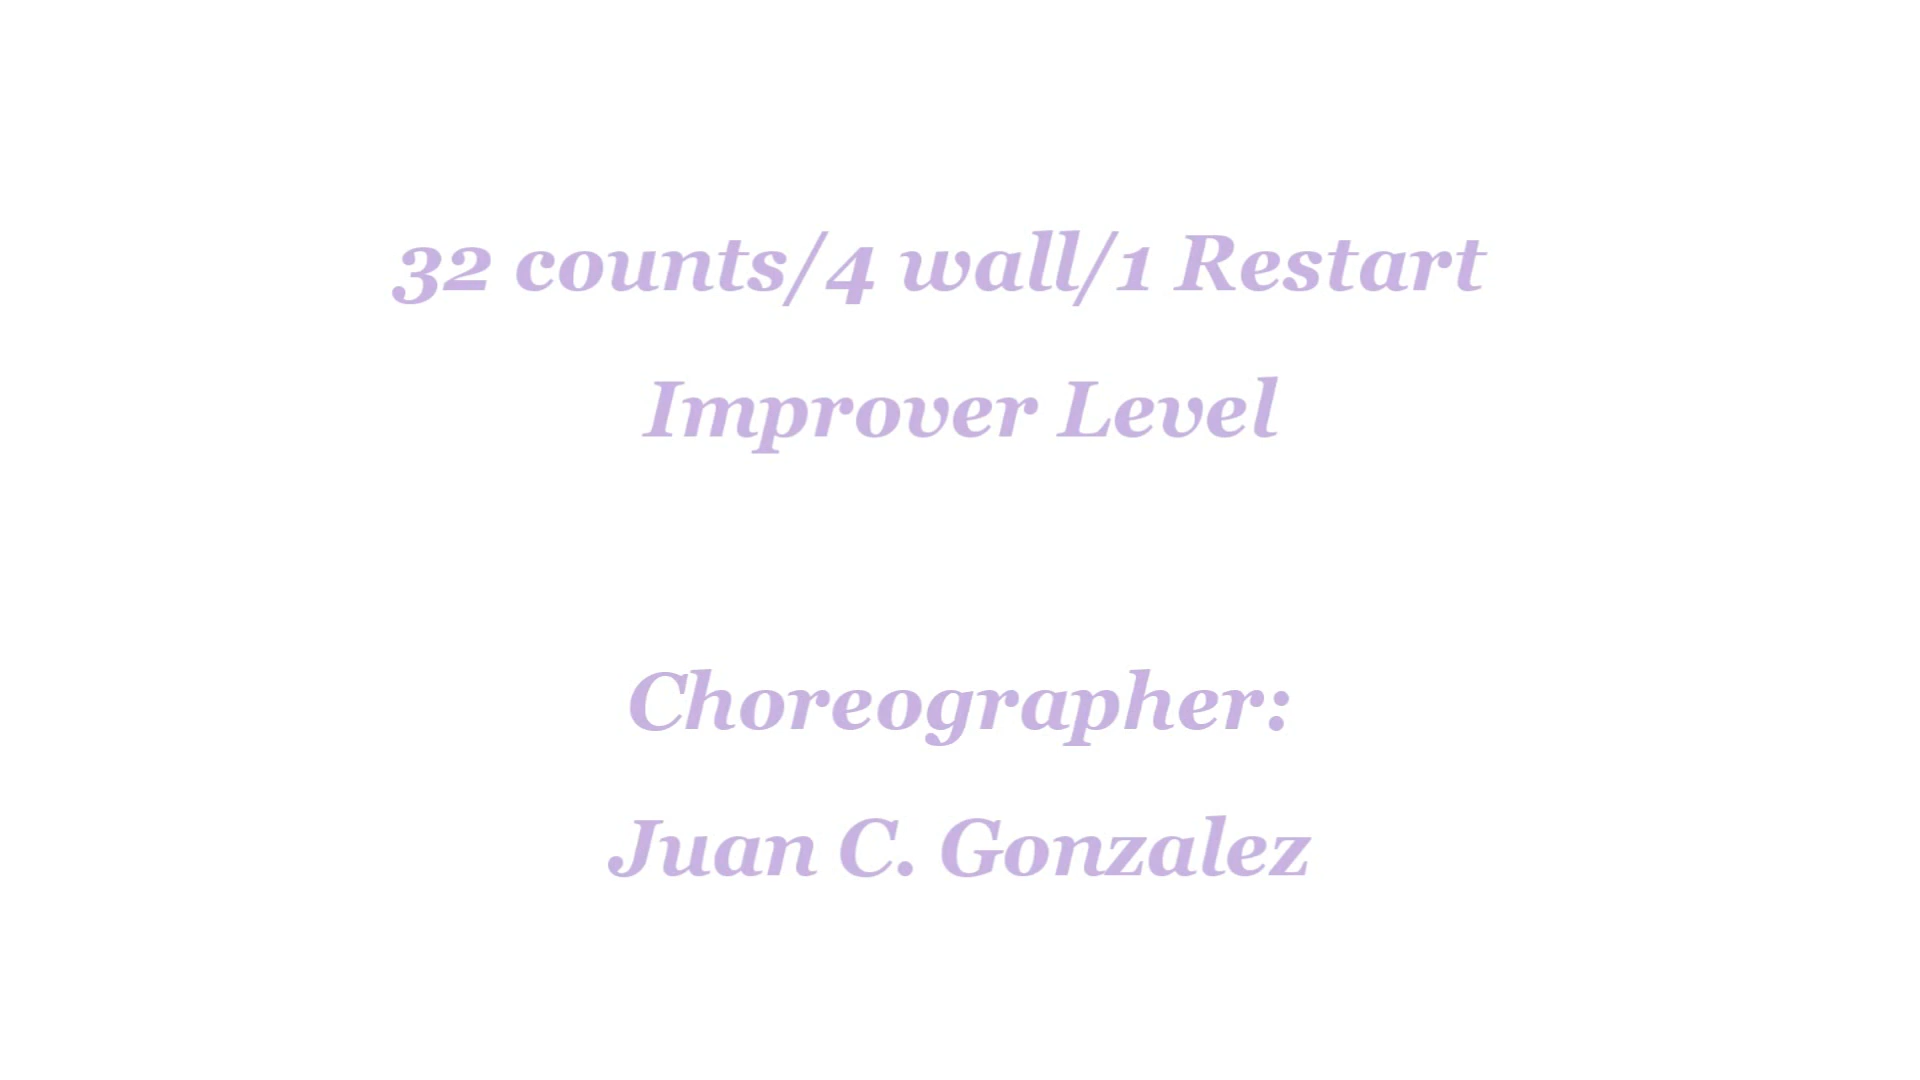 32 counts/4 wall/1 Restart
Improver Level
Choreographer:
Juan C. Gonzalez